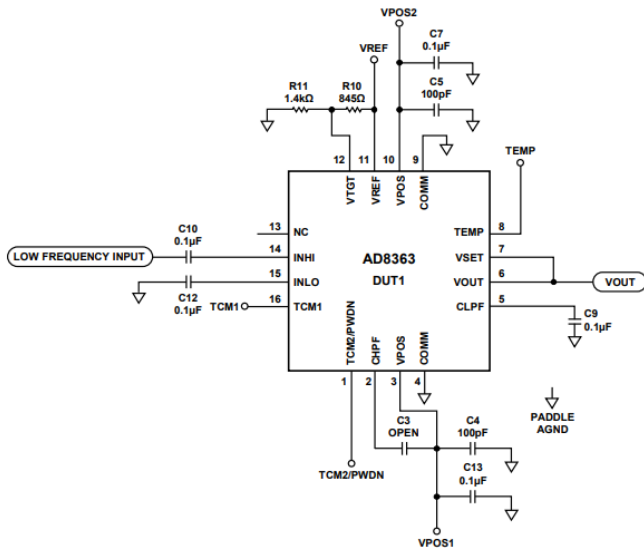 VPOS2
C7
0.1µF
VREF
C5
100pF
R11
1.4kΩ
R10
845Ω
TEMP
12
11
10
9
VTGT
VREF
VPOS
COMM
13
NC
TEMP
8
C10
0.1µF
LOW FREQUENCY INPUT
14
INHI
AD8363
VSET
7
15
INLO
DUT1
VOUT
6
VOUT
C12
0.1µF
TCM1
16
TCM1
CLPF
5
C9
0.1µF
TCM2/PWDN
CHPF
VPOS
COMM
1
2
3
4
PADDLE
AGND
C3
OPEN
C4
100pF
TCM2/PWDN
C13
0.1µF
VPOS1